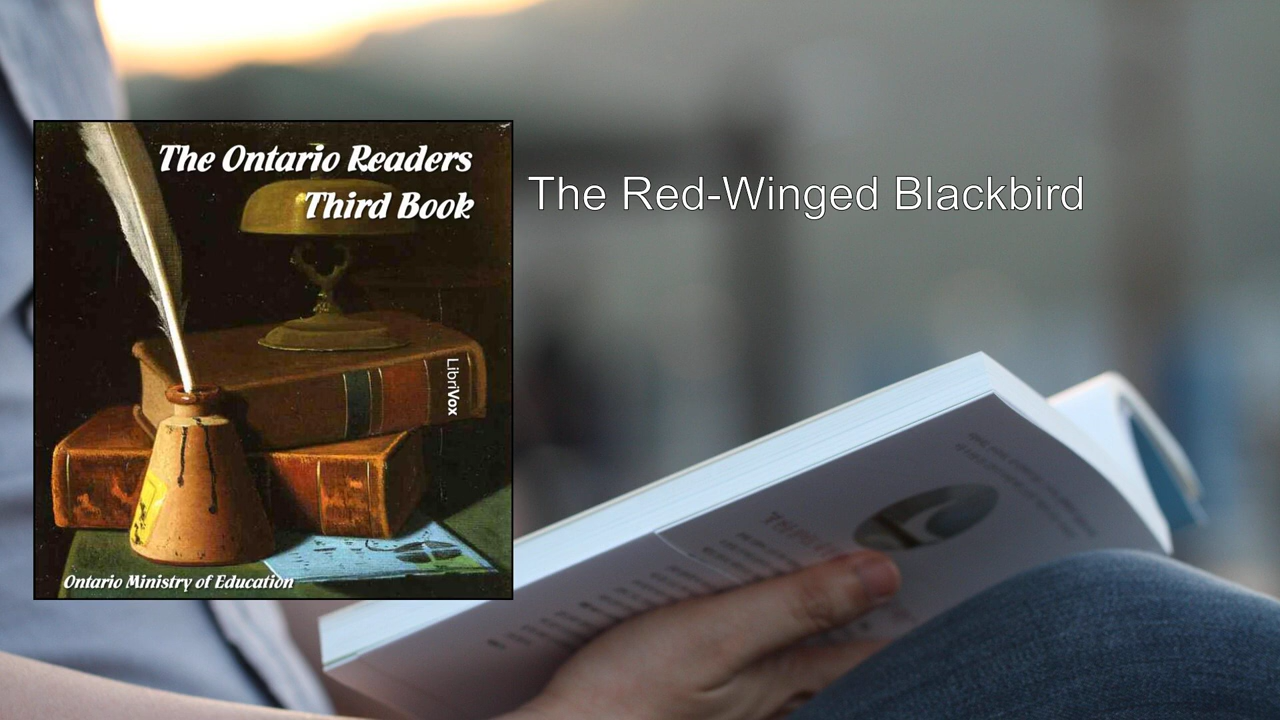 The Ontario Readers
Third Book
LibriVox
Ontario Ministry of Education
The Red-Winged Blackbird